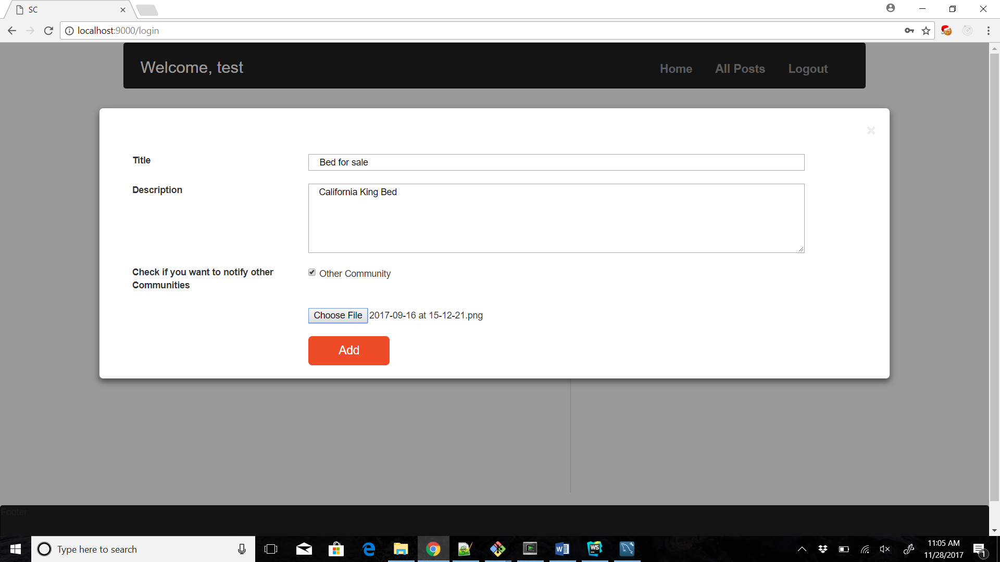 SC
localhost:9000/login
Welcome, test
Home
All Posts
Logout
×
Title
Bed for sale
Description
California King Bed
Check if you want to notify other
Communities
Other Community
Choose File 2017-09-16 at 15-12-21.png
Add
Footer
Type here to search
W
WS
11:05 AM
11/28/2017
1